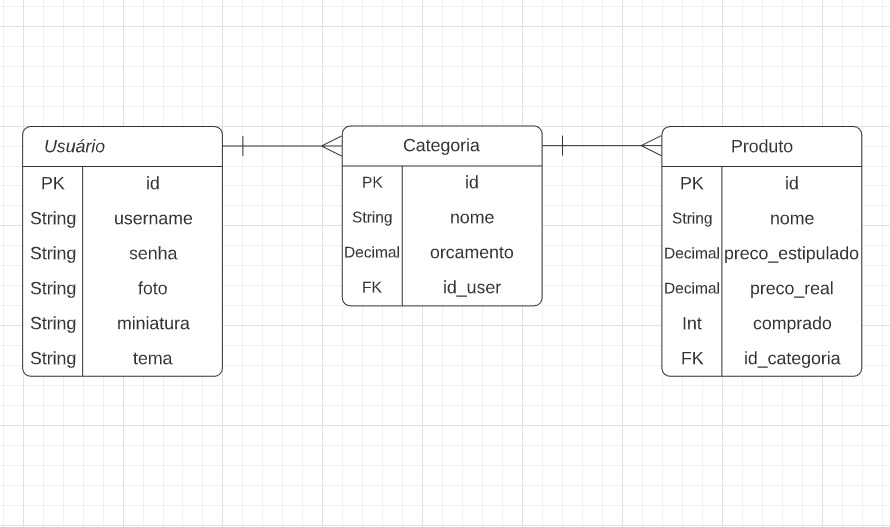 Usuário
PK id
String username
String senha
String foto
String miniatura
String tema
Categoria
PK id
String nome
Decimal orcamento
FK id_user
Produto
PK id
String nome
Decimal preco_estipulado
Decimal preco_real
Int comprado
FK id_categoria